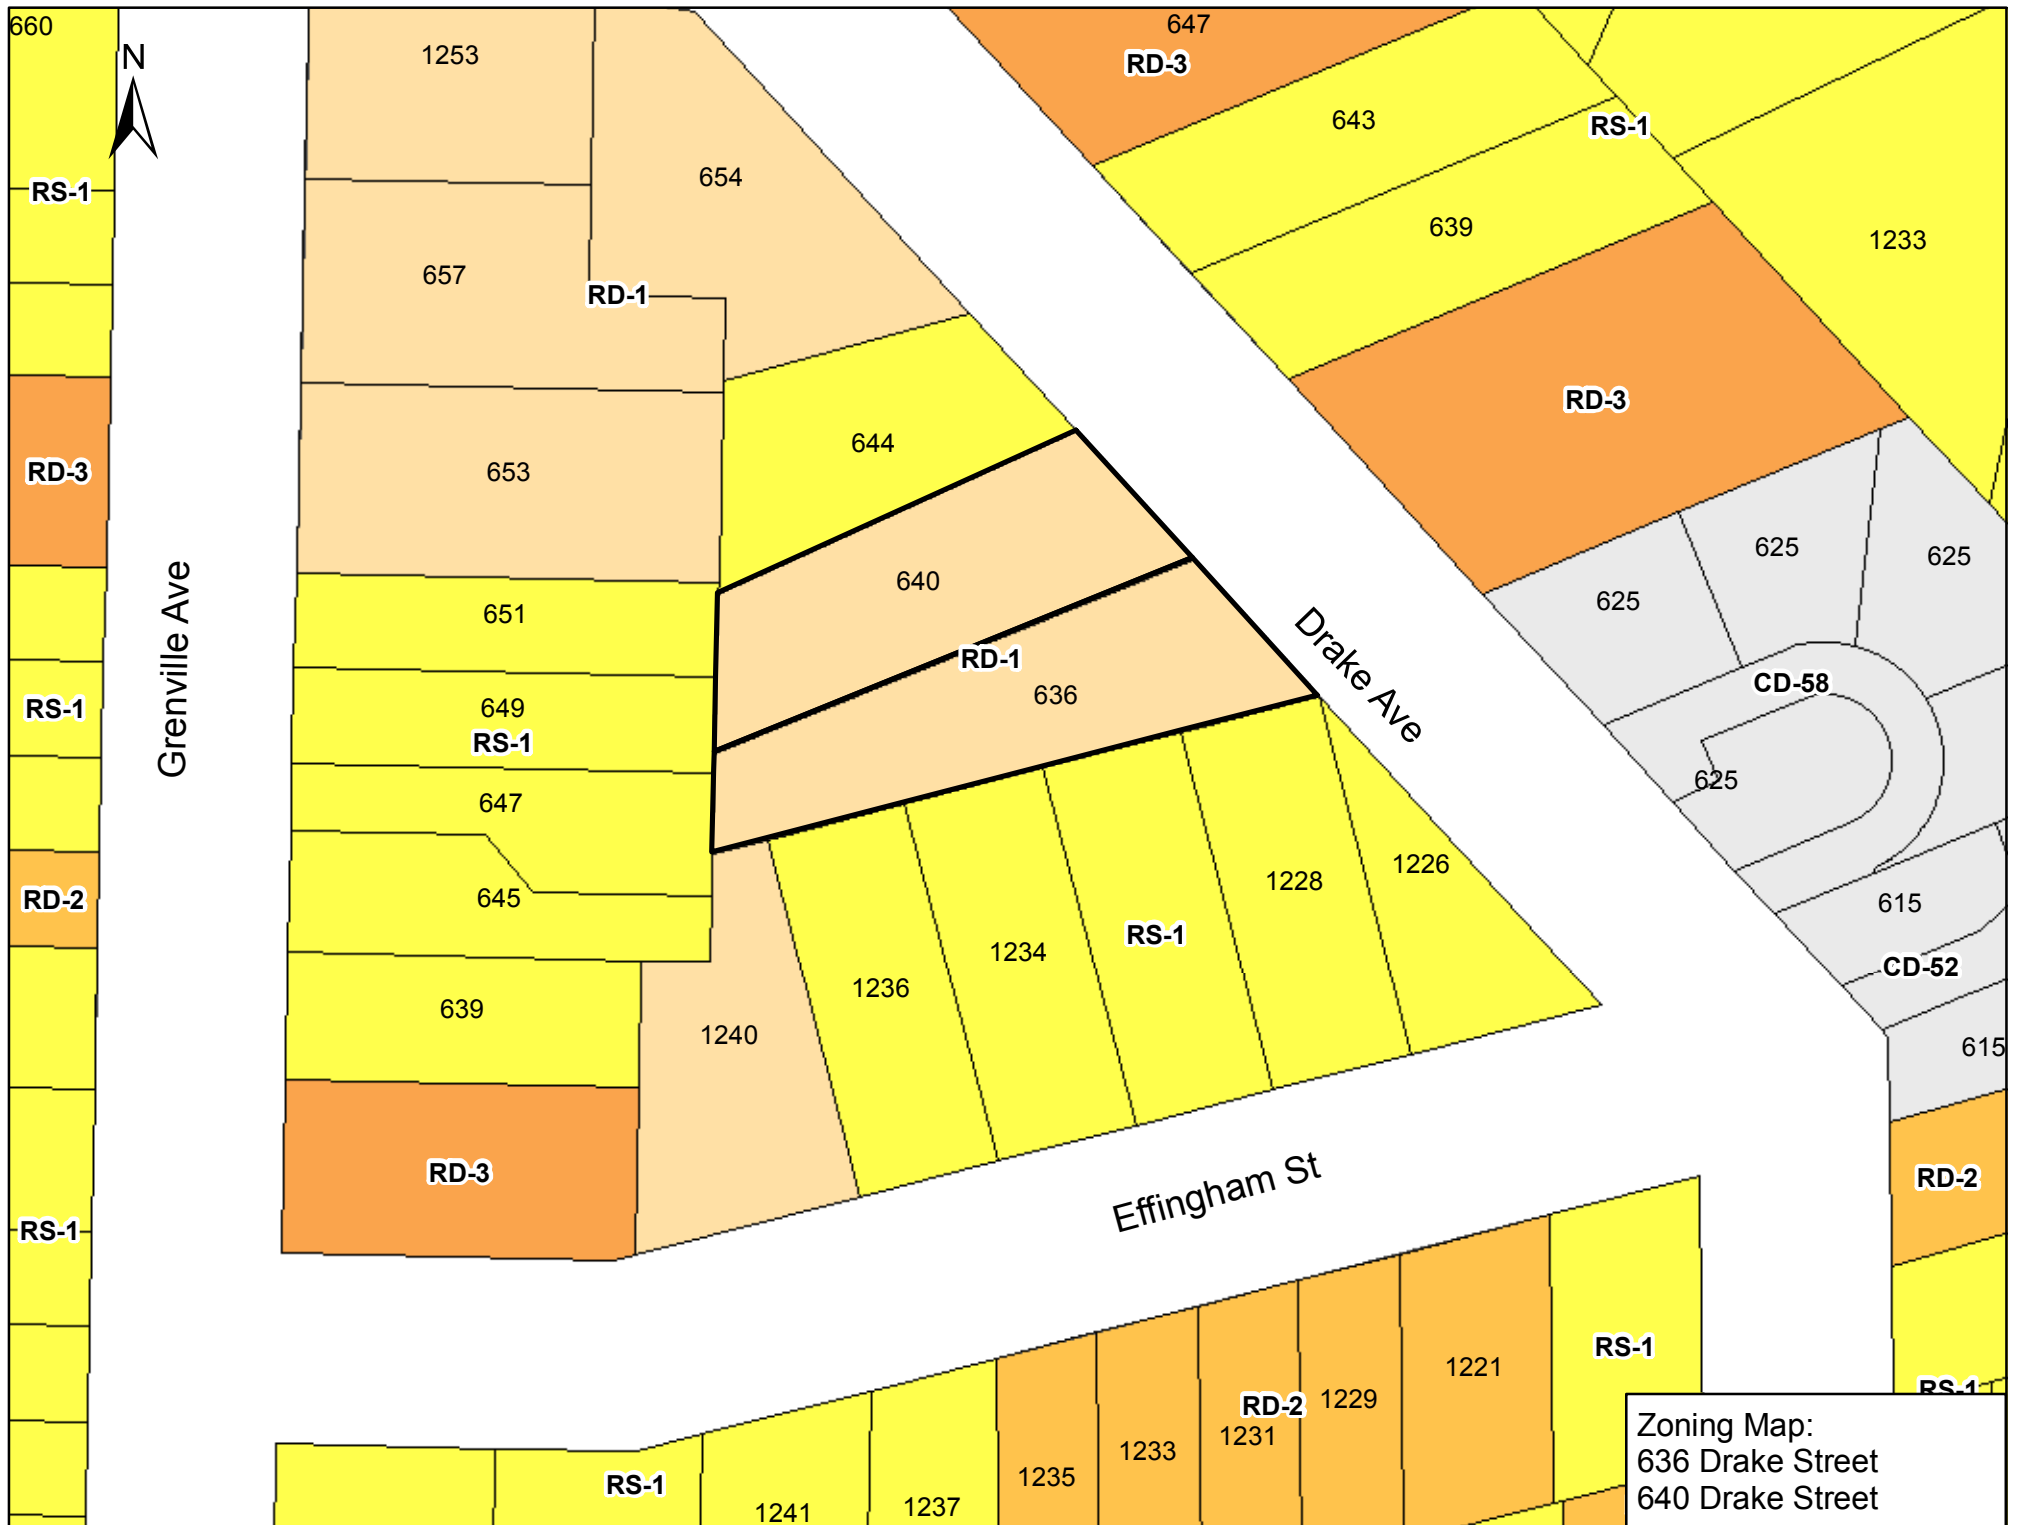 660
N
1253
647
RD-3
643
RS-1
RS-1
654
639
1233
657
RD-1
RD-3
644
RD-3
653
625
625
640
625
651
Grenville Ave
Drake Ave
RD-1
636
CD-58
RS-1
649
RS-1
625
647
1226
1228
RD-2
645
615
RS-1
1234
CD-52
1236
639
1240
615
RD-3
RD-2
Effingham St
RS-1
RS-1
1221
RS-1
1229
RD-2
1231
1233
1235
RS-1
1237
1241
Zoning Map:
636 Drake Street
640 Drake Street